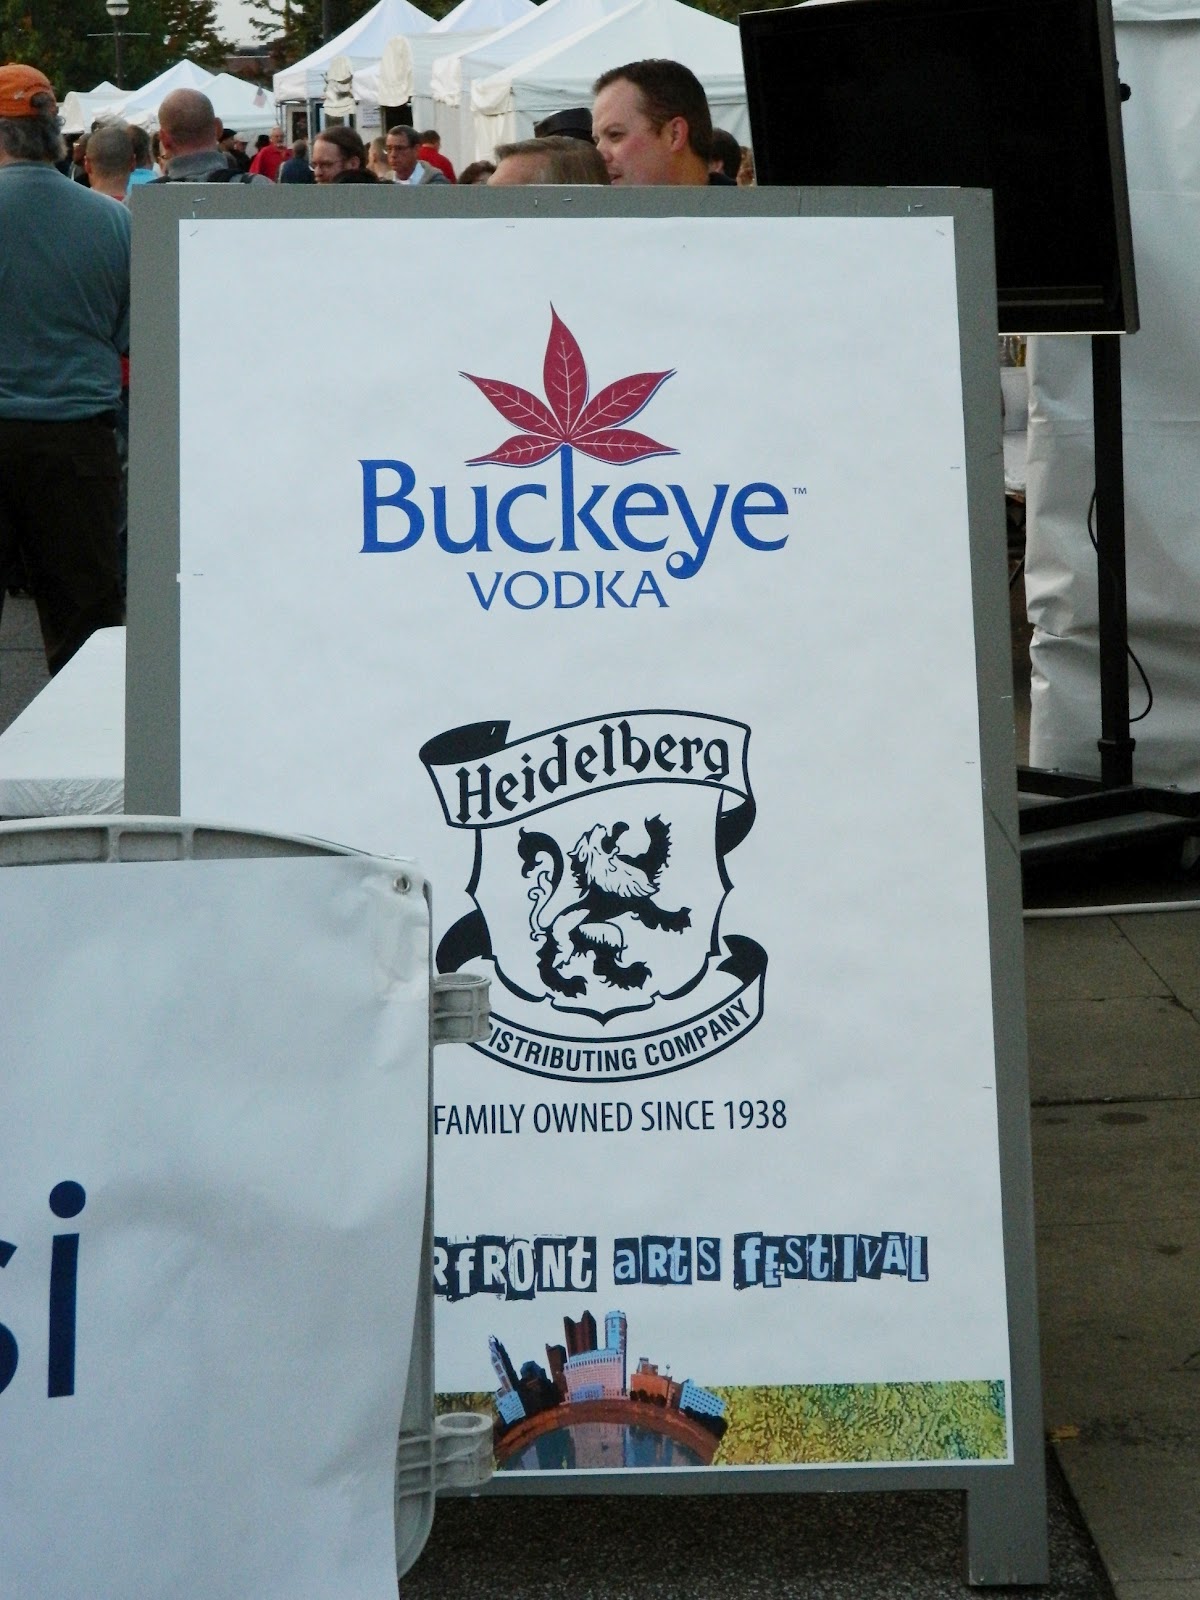 Buckeye™
VODKA
Heidelberg
DISTRIBUTING COMPANY
FAMILY OWNED SINCE 1938
RFRONT ARTS FESTIVAL
si